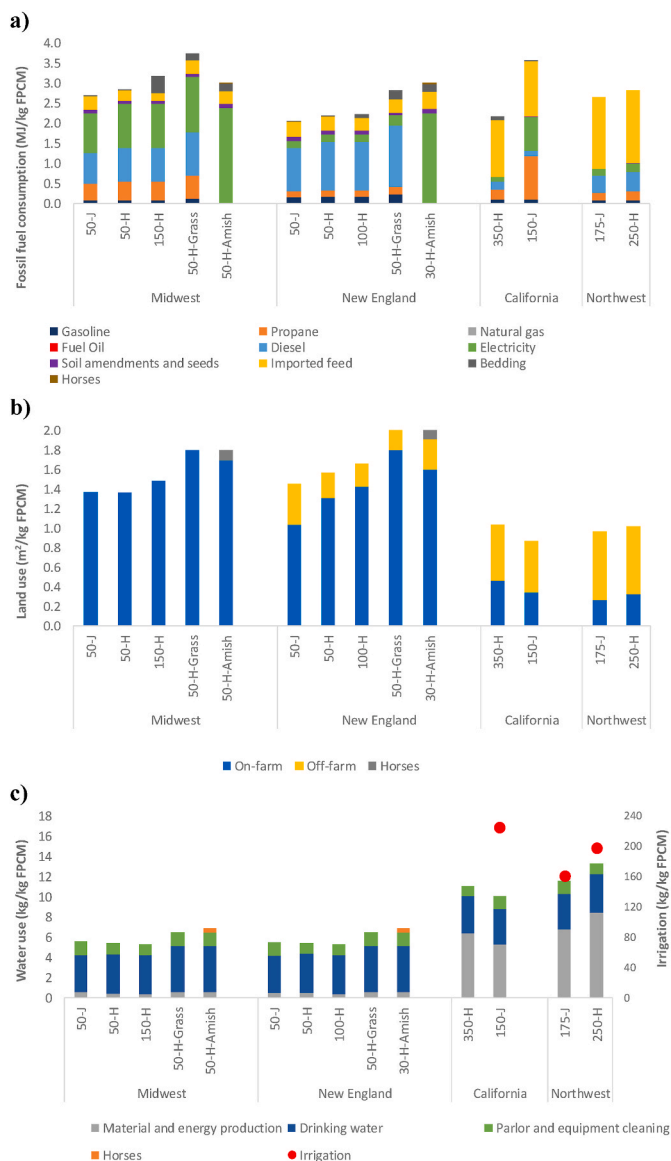 a)
Fossil fuel consumption (MJ/kg FPCM)
4.0
3.5
3.0
2.5
2.0
1.5
1.0
0.5
0.0
50-J
50-H
150-H
50-H-Grass
50-H-Amish
50-J
50-H
100-H
50-H-Grass
30-H-Amish
350-H
150-J
175-J
250-H
Midwest New England California Northwest
Gasoline Propane Natural gas
Fuel Oil Diesel Electricity
Soil amendments and seeds Imported feed Bedding
Horses
b)
Land use (m²/kg FPCM)
2.0
1.8
1.6
1.4
1.2
1.0
0.8
0.6
0.4
0.2
0.0
50-J
50-H
150-H
50-H-Grass
50-H-Amish
50-J
50-H
100-H
50-H-Grass
30-H-Amish
350-H
150-J
175-J
250-H
Midwest New England California Northwest
On-farm Off-farm Horses
c)
Water use (kg/kg FPCM)
18
16
14
12
10
8
6
4
2
0
Irrigation (kg/kg FPCM)
240
200
160
120
80
40
0
50-J
50-H
150-H
50-H-Grass
50-H-Amish
50-J
50-H
100-H
50-H-Grass
30-H-Amish
350-H
150-J
175-J
250-H
Midwest New England California Northwest
Material and energy production Drinking water Parlor and equipment cleaning
Horses Irrigation